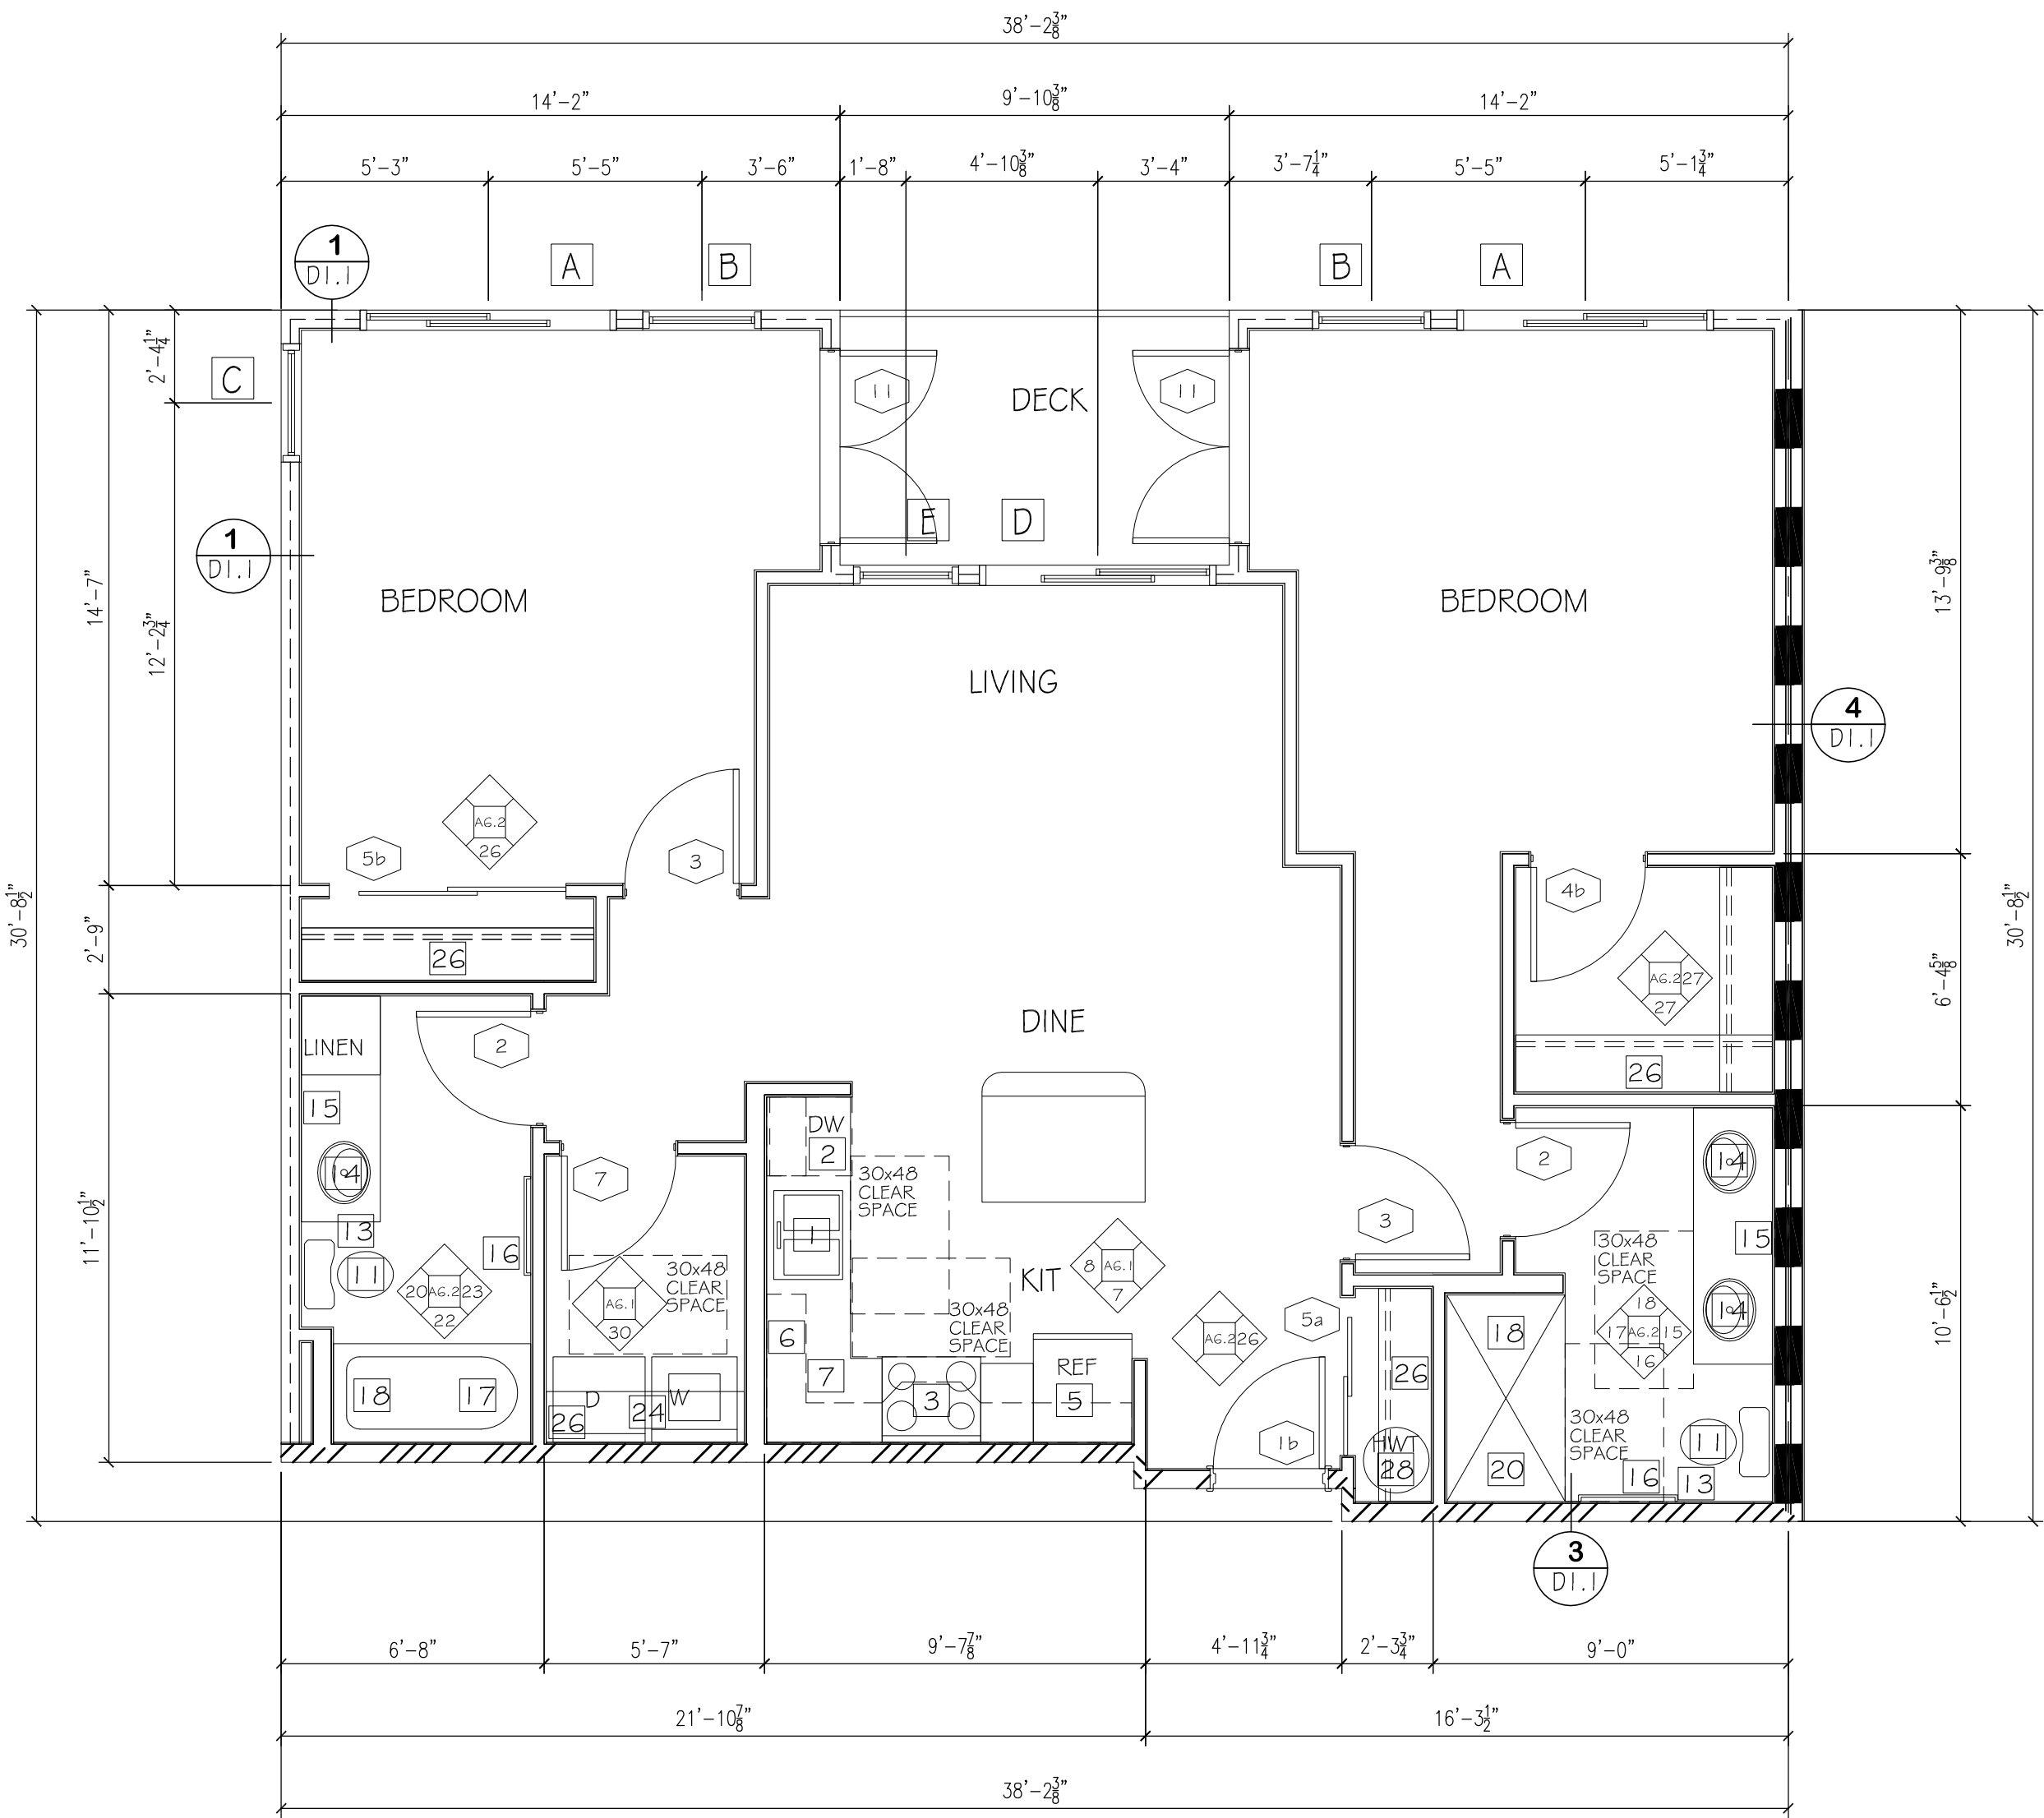 38'-2 3/8"
14'-2"
9'-10 3/8"
14'-2"
5'-3"
5'-5"
3'-6"
1'-8"
4'-10 3/8"
3'-4"
3'-7 1/4"
5'-5"
5'-1 3/4"
1
D1.1
A
B
B
A
2'-4 1/4"
C
11
DECK
11
E
D
1
D1.1
14'-7"
12'-2 3/4"
13'-9 3/8"
BEDROOM
BEDROOM
LIVING
4
D1.1
A6.2
26
5b
3
4b
30'-8 1/2"
2'-9"
30'-8 1/2"
26
A6.2 27
27
6'-4 5/8"
DINE
2
LINEN
26
15
DW
2
2
14
7
30x48
CLEAR
SPACE
14
13
1
3
15
16
11
30x48
CLEAR
SPACE
KIT
8 A6.1
7
30x48
CLEAR
SPACE
20 A6.2 23
22
A6.1
30
30x48
CLEAR
SPACE
5a
18
17 A6.2 15
16
14
11'-10 1/2"
10'-6 1/2"
6
A6.2 26
18
7
REF
26
18
17
D
W
3
5
26
24
1b
HWT
28
30x48
CLEAR
SPACE
11
20
16
13
3
D1.1
6'-8"
5'-7"
9'-7 7/8"
4'-11 3/4"
2'-3 3/4"
9'-0"
21'-10 7/8"
16'-3 1/2"
38'-2 3/8"